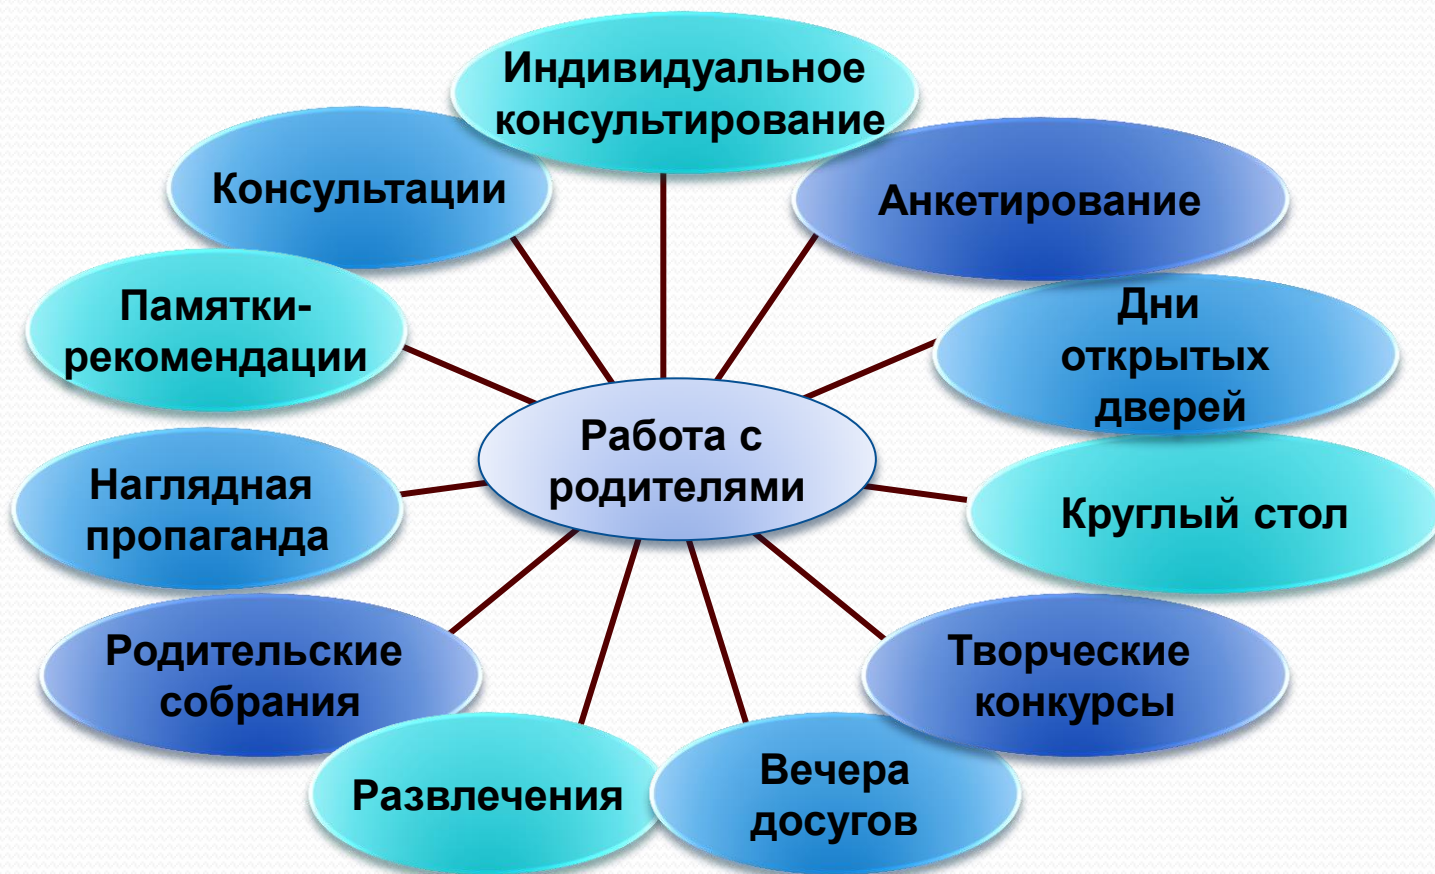 Индивидуальное
консультирование
Консультации
Анкетирование
Памятки-
рекомендации
Дни
открытых
дверей
Работа с
родителями
Наглядная
пропаганда
Круглый стол
Родительские
собрания
Творческие
конкурсы
Развлечения
Вечера
досугов